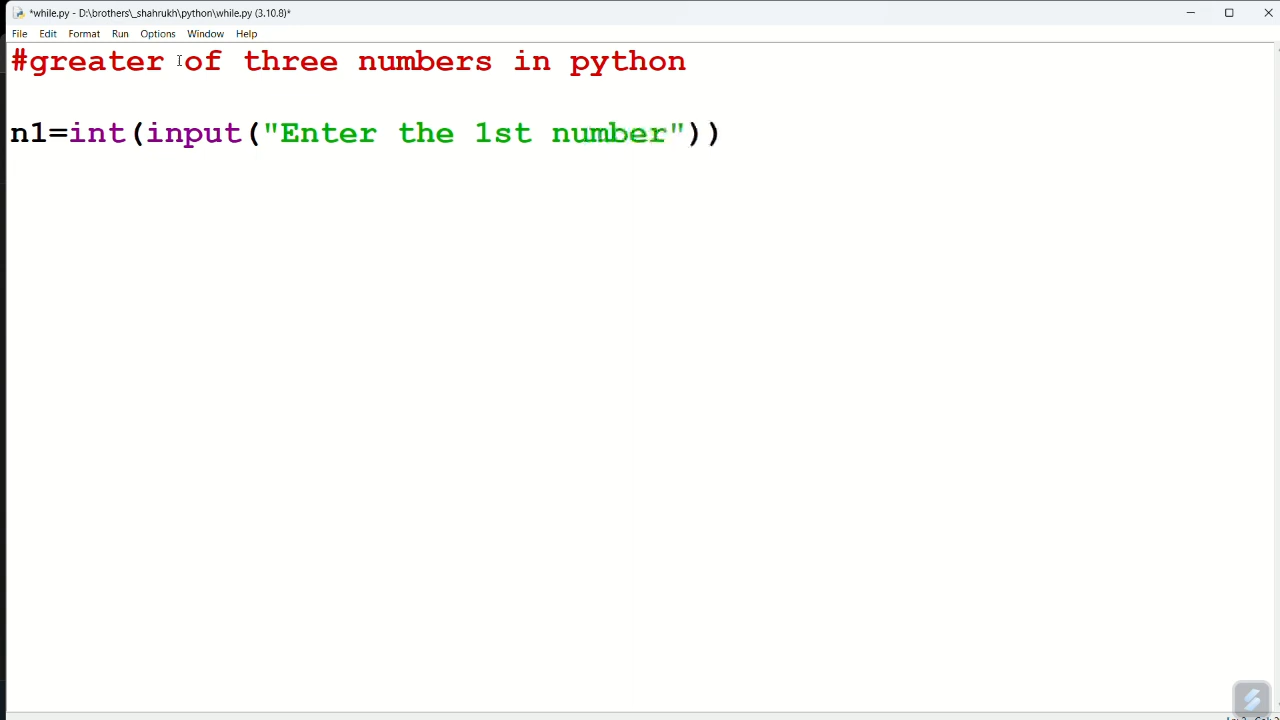 *while.py - D:\brothers\_shahrukh\python\while.py (3.10.8)*
File Edit Format Run Options Window Help
#greater of three numbers in python
n1=int(input("Enter the 1st number"))